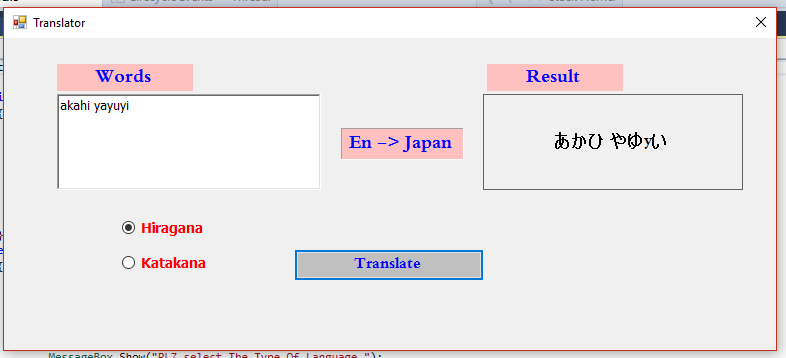 Translator
Words
Result
akahi yayuyi
En -> Japan
あかひ やゆyい
Hiragana
Katakana
Translate
MessageBox.Show("PLZ select The Type Of Language ");